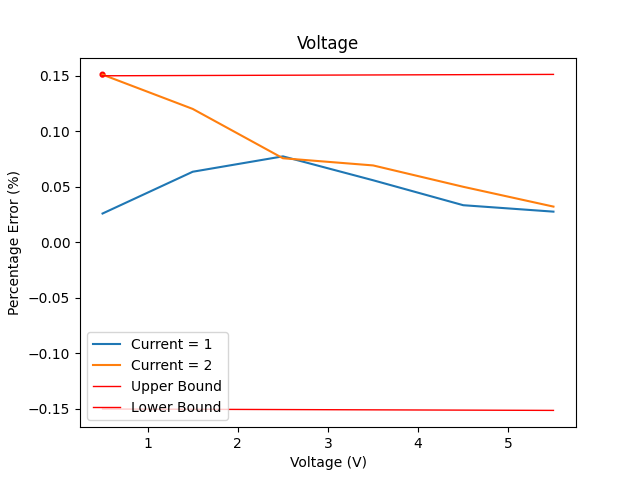 Voltage
0.15
0.10
0.05
0.00
−0.05
−0.10
−0.15
Percentage Error (%)
Current = 1
Current = 2
Upper Bound
Lower Bound
1 2 3 4 5
Voltage (V)